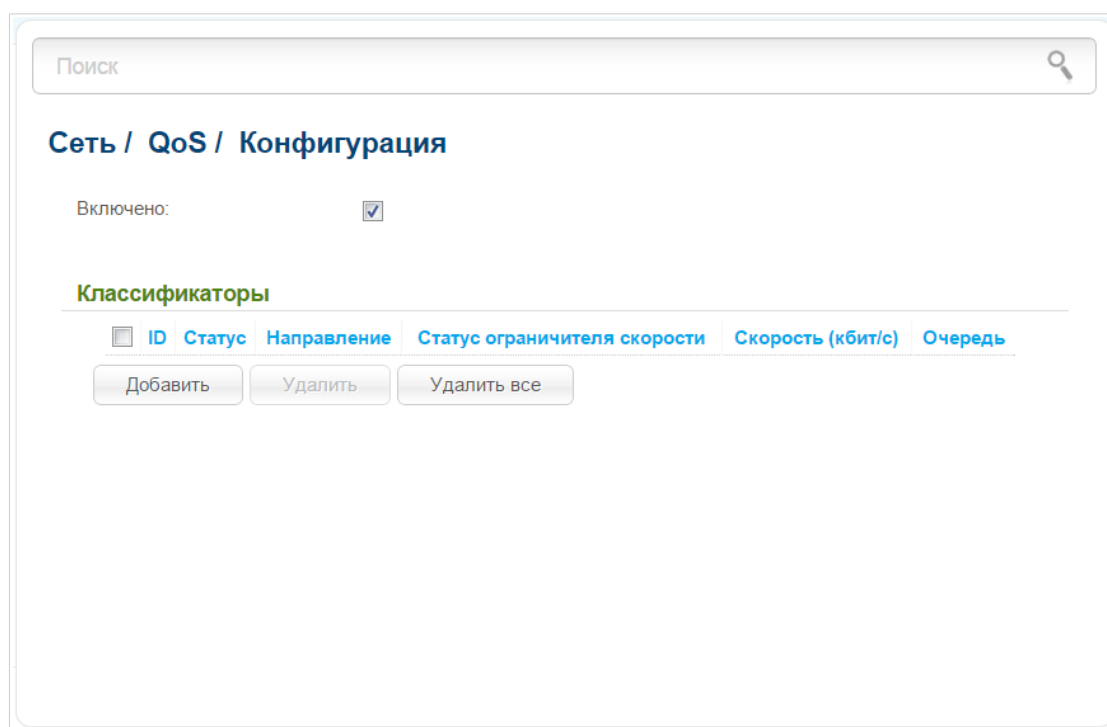 Поиск
Сеть / QoS / Конфигурация
Включено:
Классификаторы
ID Статус Направление Статус ограничителя скорости Скорость (кбит/с) Очередь
Добавить Удалить Удалить все